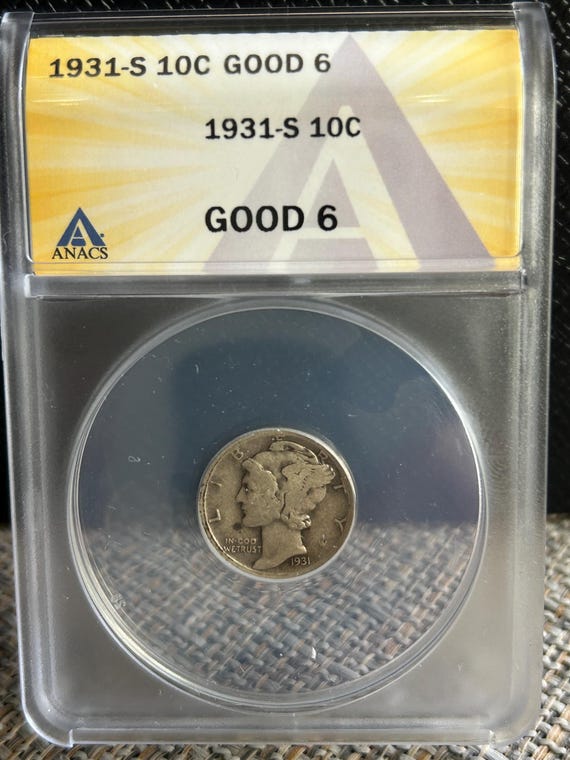 1931-S 10C GOOD 6
1931-S 10C
GOOD 6
ANACS
LIBERTY
IN·GOD
WE TRUST
1931